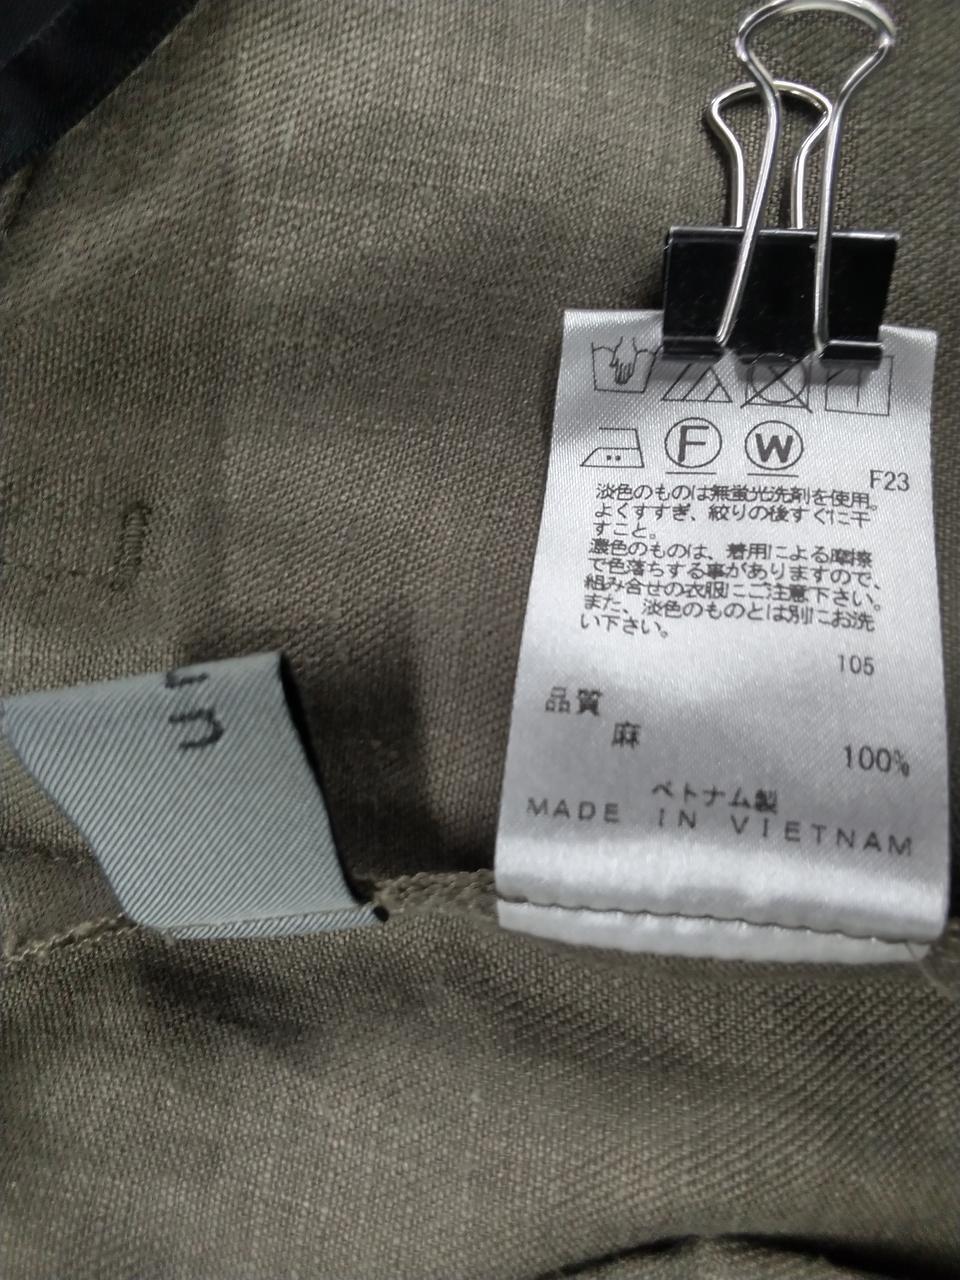 F
W
F23
淡色のものは無蛍光洗剤を使用。
よくすすぎ、絞りの後すぐに干
すこと。
濃色のものは、着用による摩擦
で色落ちする事がありますので、
組み合せの衣服にご注意下さい。
また、淡色のものとは別にお洗
い下さい。
105
品質
麻 100%
ベトナム製
MADE IN VIETNAM